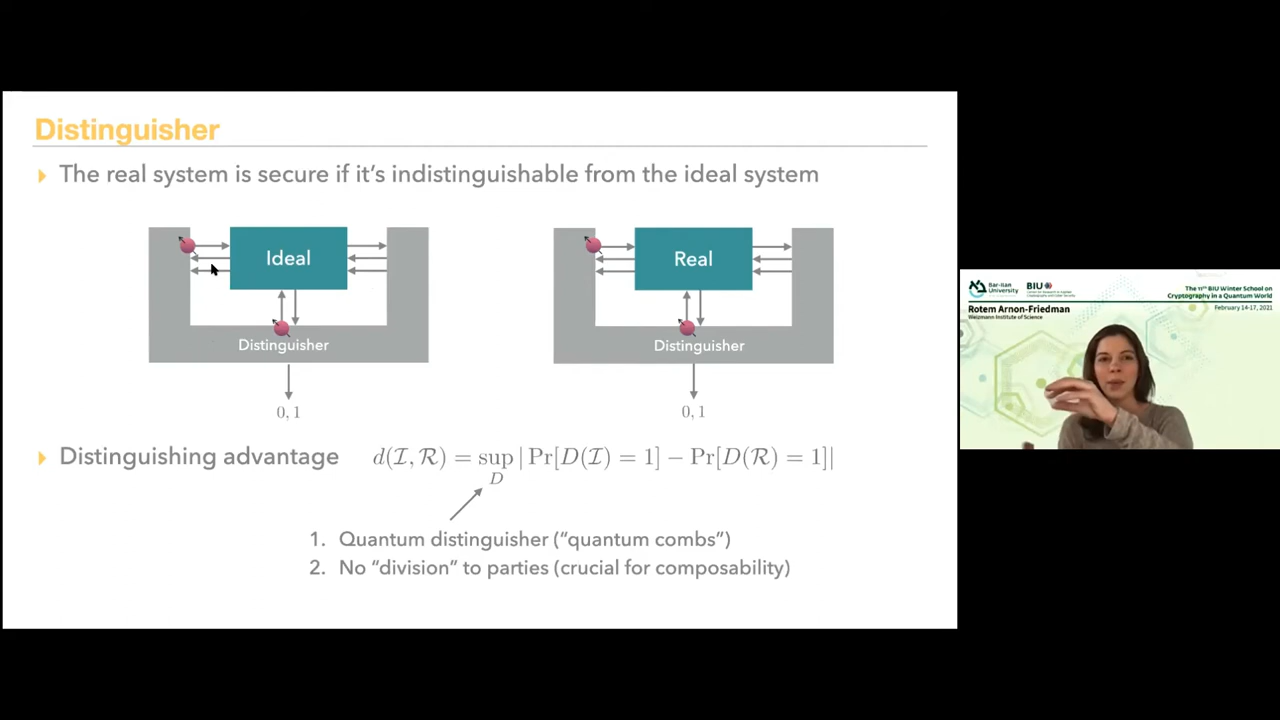 Distinguisher
The real system is secure if it's indistinguishable from the ideal system
Ideal
Distinguisher
0, 1
Real
Distinguisher
0, 1
Distinguishing advantage d(ℐ, ℛ) = sup_D | Pr[D(ℐ) = 1] − Pr[D(ℛ) = 1]|
1. Quantum distinguisher (“quantum combs”)
2. No “division” to parties (crucial for composability)
Bar-Ilan
University
BIU
The 11th BIU Winter School on
Cryptography in a Quantum World
February 14-17, 2021
Rotem Arnon-Friedman
Weizmann Institute of Science